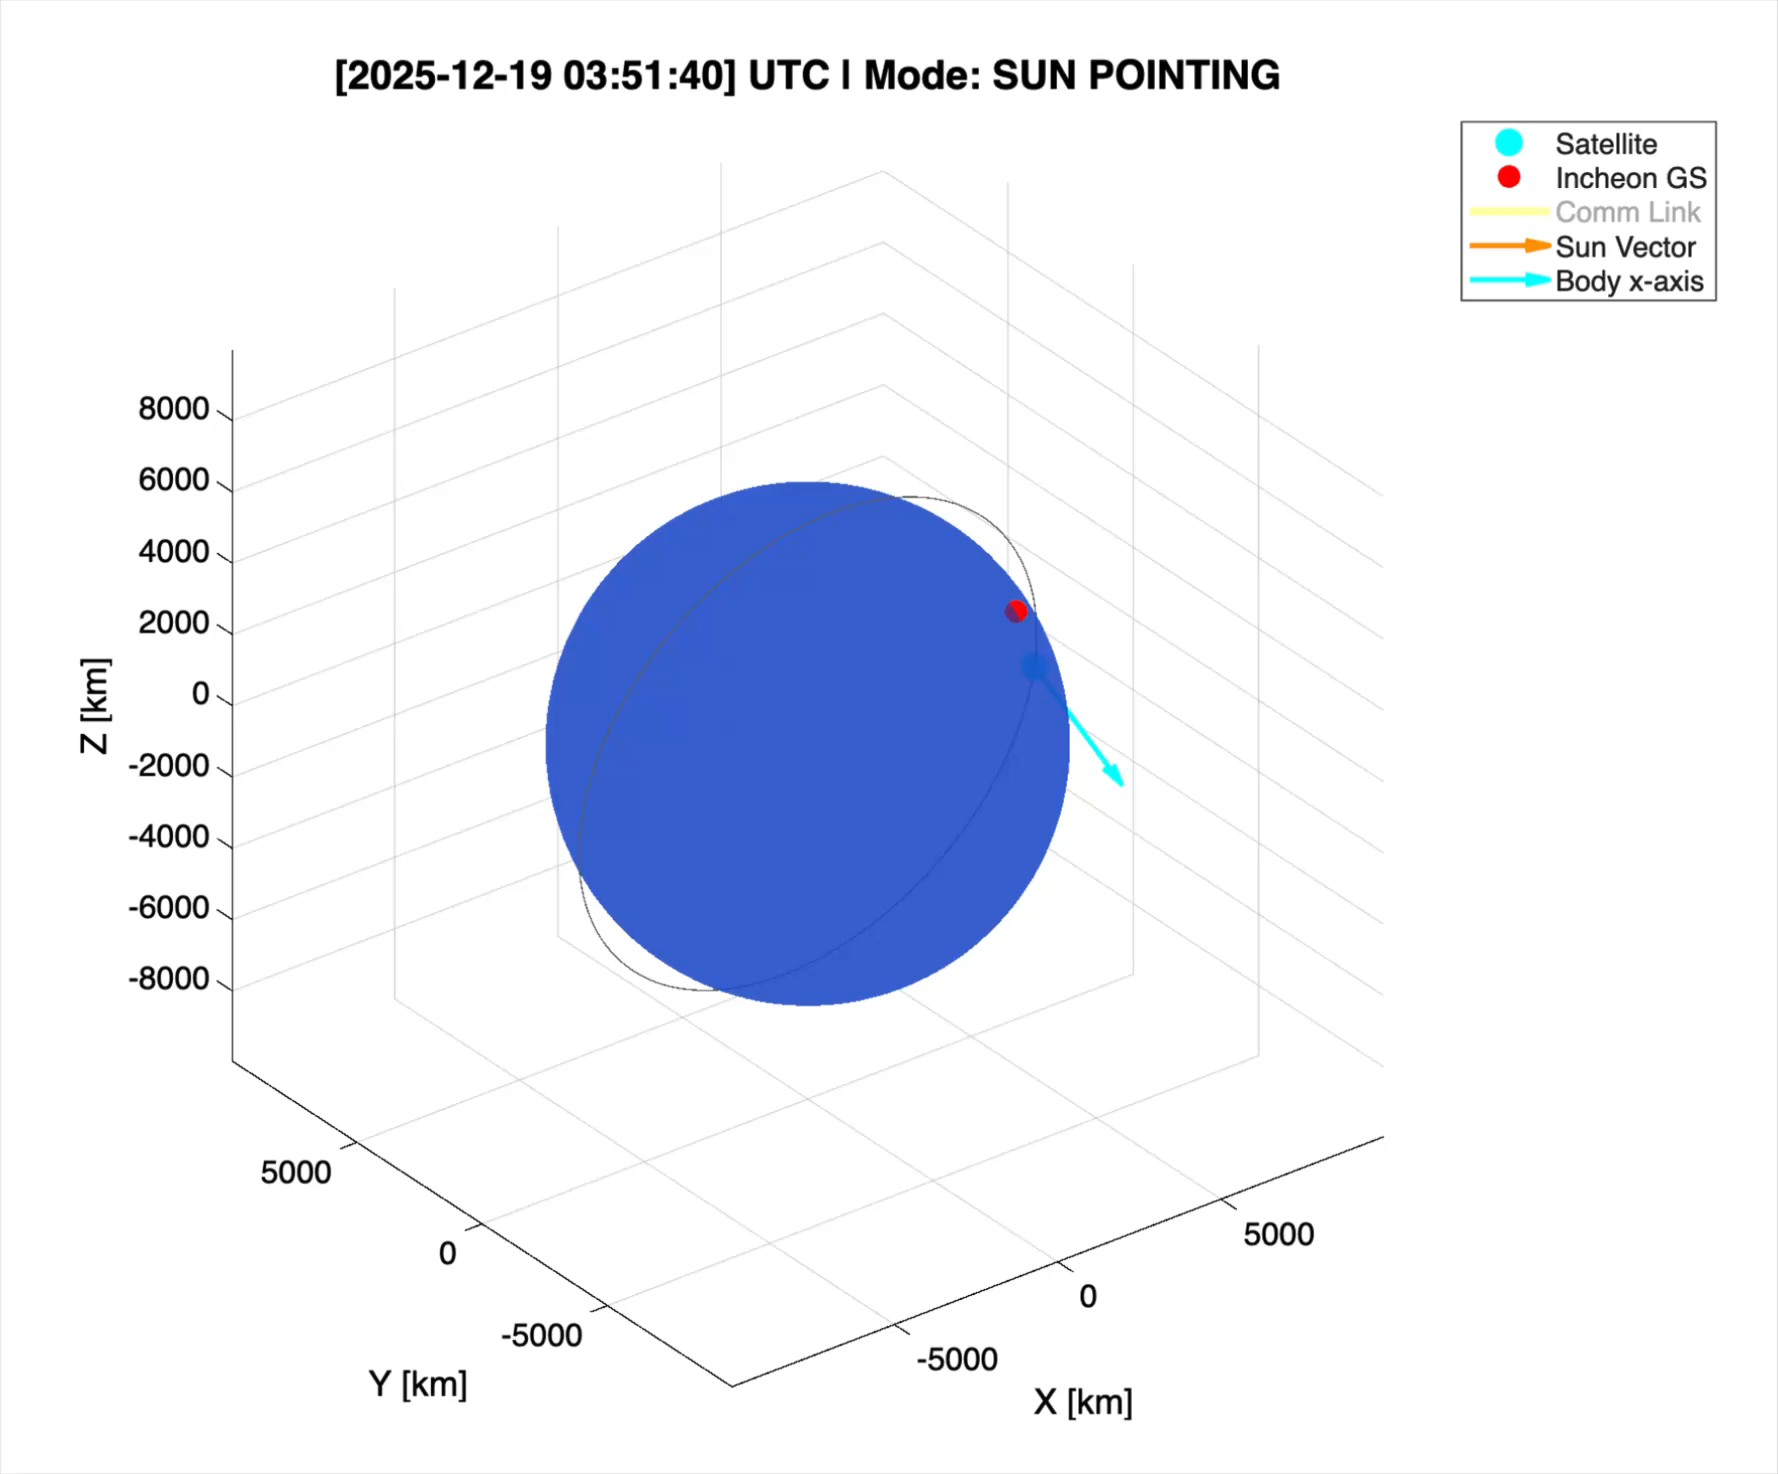 [2025-12-19 03:51:40] UTC | Mode: SUN POINTING
Satellite
Incheon GS
Comm Link
Sun Vector
Body x-axis
8000
6000
4000
2000
0
-2000
-4000
-6000
-8000
Z [km]
5000
0
-5000
Y [km]
5000
0
-5000
X [km]